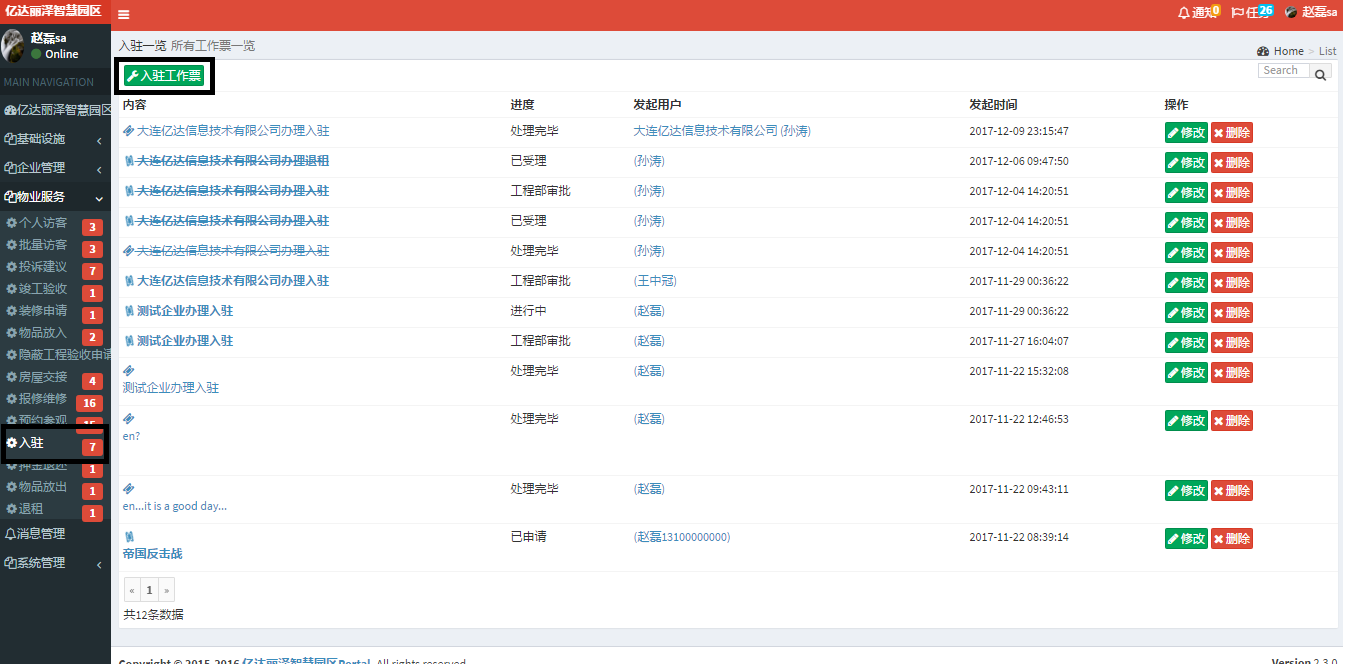 亿达丽泽智慧园区
通知 0 任务 26 赵磊sa
赵磊sa
Online
MAIN NAVIGATION
亿达丽泽智慧园区
基础设施
企业管理
物业服务
个人访客 3
批量访客 3
投诉建议 7
竣工验收 1
装修申请 1
物品放入 2
隐蔽工程验收申请
房屋交接 4
报修维修 16
预约参观 15
入驻 7
押金退还 1
物品放出 1
退租 1
消息管理
系统管理
入驻一览 所有工作票一览
Home > List
入驻工作票
Search
内容 进度 发起用户 发起时间 操作
大连亿达信息技术有限公司办理入驻 处理完毕 大连亿达信息技术有限公司 (孙涛) 2017-12-09 23:15:47 修改 删除
大连亿达信息技术有限公司办理退租 已受理 (孙涛) 2017-12-06 09:47:50 修改 删除
大连亿达信息技术有限公司办理入驻 工程部审批 (孙涛) 2017-12-04 14:20:51 修改 删除
大连亿达信息技术有限公司办理入驻 已受理 (孙涛) 2017-12-04 14:20:51 修改 删除
大连亿达信息技术有限公司办理入驻 处理完毕 (孙涛) 2017-12-04 14:20:51 修改 删除
大连亿达信息技术有限公司办理入驻 工程部审批 (王中冠) 2017-11-29 00:36:22 修改 删除
测试企业办理入驻 进行中 (赵磊) 2017-11-29 00:36:22 修改 删除
测试企业办理入驻 工程部审批 (赵磊) 2017-11-27 16:04:07 修改 删除
处理完毕 (赵磊) 2017-11-22 15:32:08 修改 删除
测试企业办理入驻
处理完毕 (赵磊) 2017-11-22 12:46:53 修改 删除
en?
处理完毕 (赵磊) 2017-11-22 09:43:11 修改 删除
en...it is a good day...
已申请 (赵磊13100000000) 2017-11-22 08:39:14 修改 删除
帝国反击战
« 1 »
共12条数据
Copyright © 2015-2016 亿达丽泽智慧园区Portal. All rights reserved.
Version 2.3.0